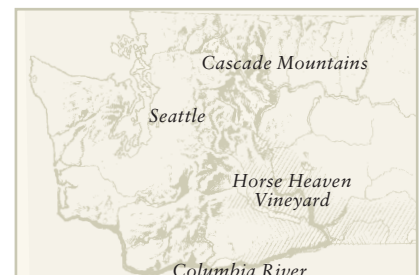 Cascade Mountains
Seattle
Horse Heaven
Vineyard
Columbia River